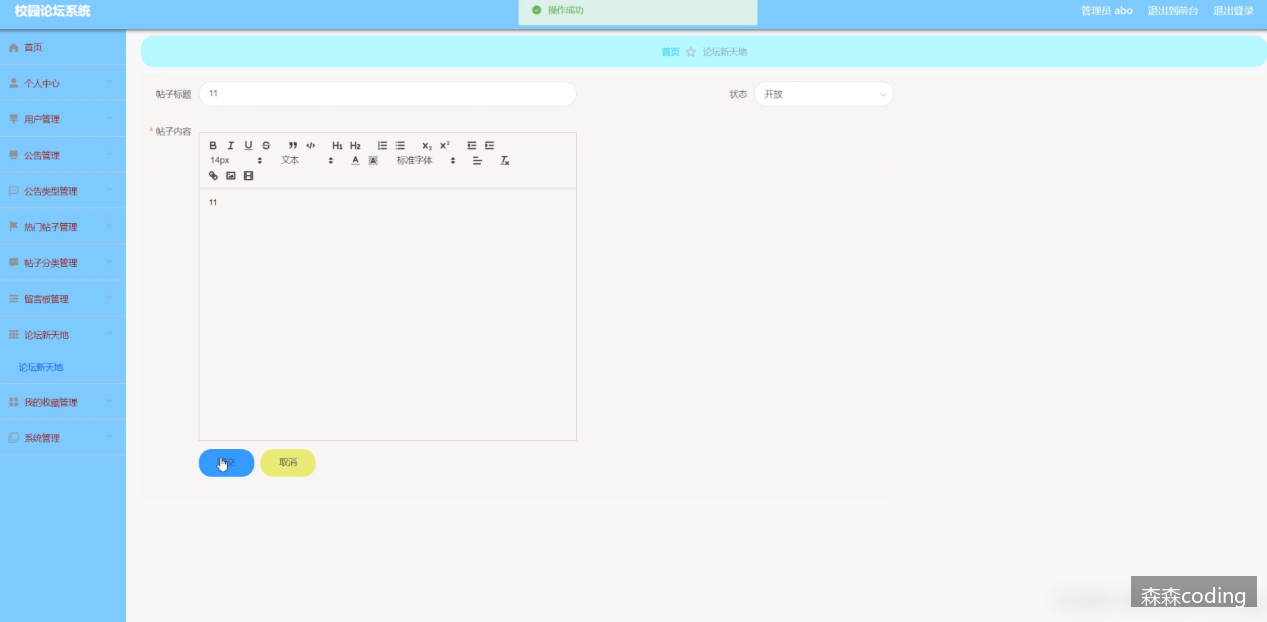 校园论坛系统
操作成功
管理员 abo 退出到前台 退出登录
首页
个人中心
用户管理
公告管理
公告类型管理
热门帖子管理
帖子分类管理
留言板管理
论坛新天地
论坛新天地
我的收藏管理
系统管理
首页 论坛新天地
帖子标题 11
状态 开放
* 帖子内容
B I U S H1 H2 X2 X2
14px 文本 A A 标准字体 Tx
11
取消
森森coding